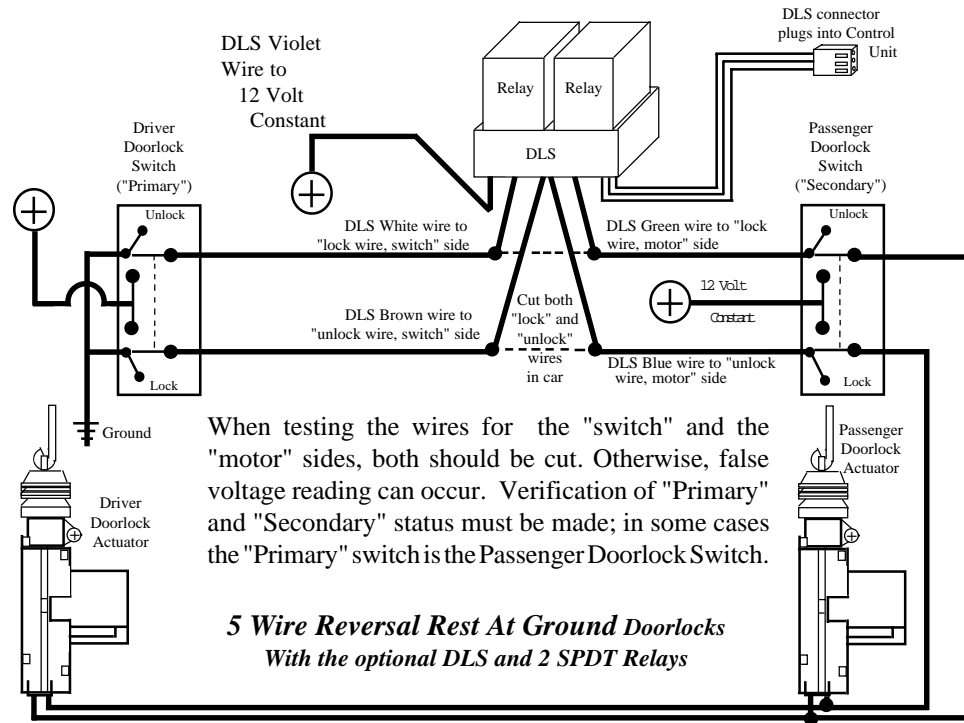 DLS Violet
Wire to
12 Volt
Constant
DLS connector
plugs into Control
Unit
Relay
Relay
DLS
Driver
Doorlock
Switch
("Primary")
Passenger
Doorlock
Switch
("Secondary")
Unlock
Unlock
DLS White wire to
"lock wire, switch" side
DLS Green wire to "lock
wire, motor" side
12 Volt
Constant
Cut both
"lock" and
"unlock"
wires
in car
DLS Brown wire to
"unlock wire, switch" side
DLS Blue wire to "unlock
wire, motor" side
Lock
Lock
Ground
Driver
Doorlock
Actuator
Passenger
Doorlock
Actuator
When testing the wires for the "switch" and the
"motor" sides, both should be cut. Otherwise, false
voltage reading can occur. Verification of "Primary"
and "Secondary" status must be made; in some cases
the "Primary" switch is the Passenger Doorlock Switch.
5 Wire Reversal Rest At Ground Doorlocks
With the optional DLS and 2 SPDT Relays